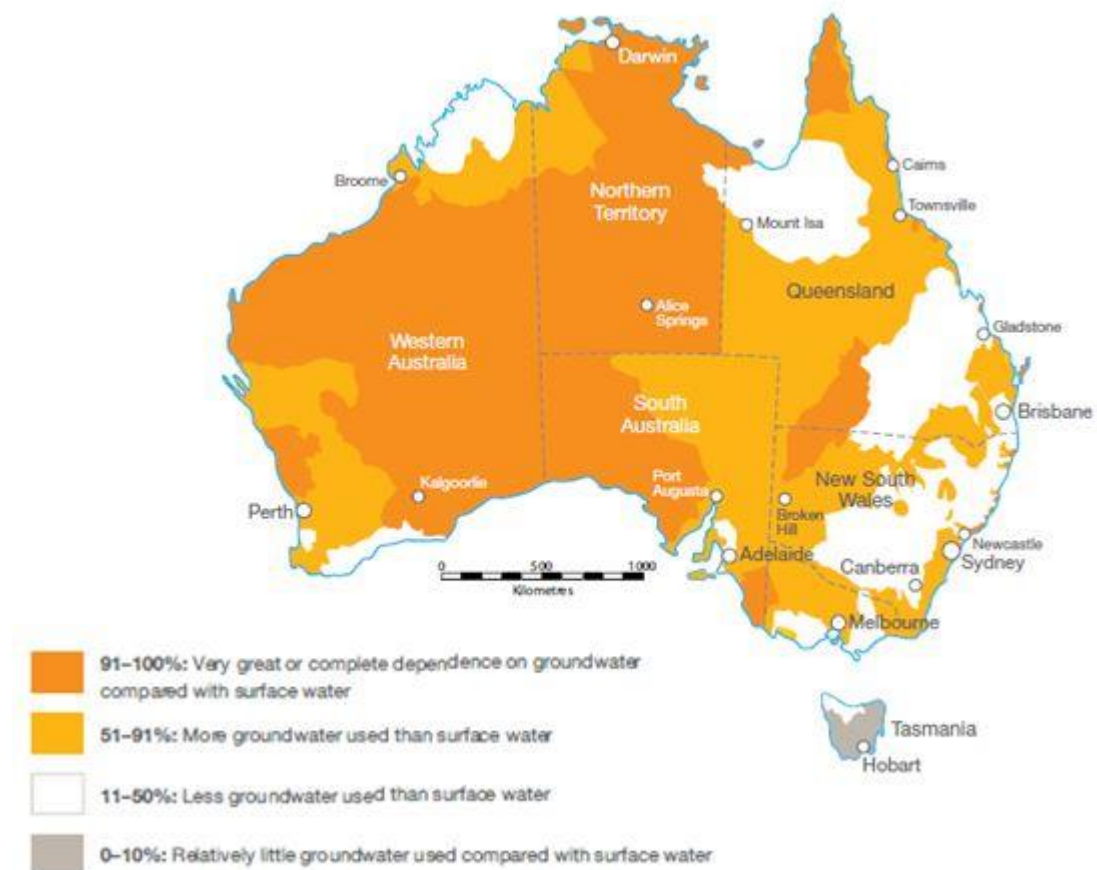 Darwin
Broome
Cairns
Northern
Territory
Townsville
Mount Isa
Queensland
Alice
Springs
Western
Australia
Gladstone
South
Australia
Brisbane
Kalgoorlie
Port
Augusta
New South
Wales
Perth
Broken
Hill
Newcastle
Adelaide
Sydney
Canberra
0 500 1000
Kilometres
Melbourne
91–100%: Very great or complete dependence on groundwater
compared with surface water
51–91%: More groundwater used than surface water
Tasmania
Hobart
11–50%: Less groundwater used than surface water
0–10%: Relatively little groundwater used compared with surface water